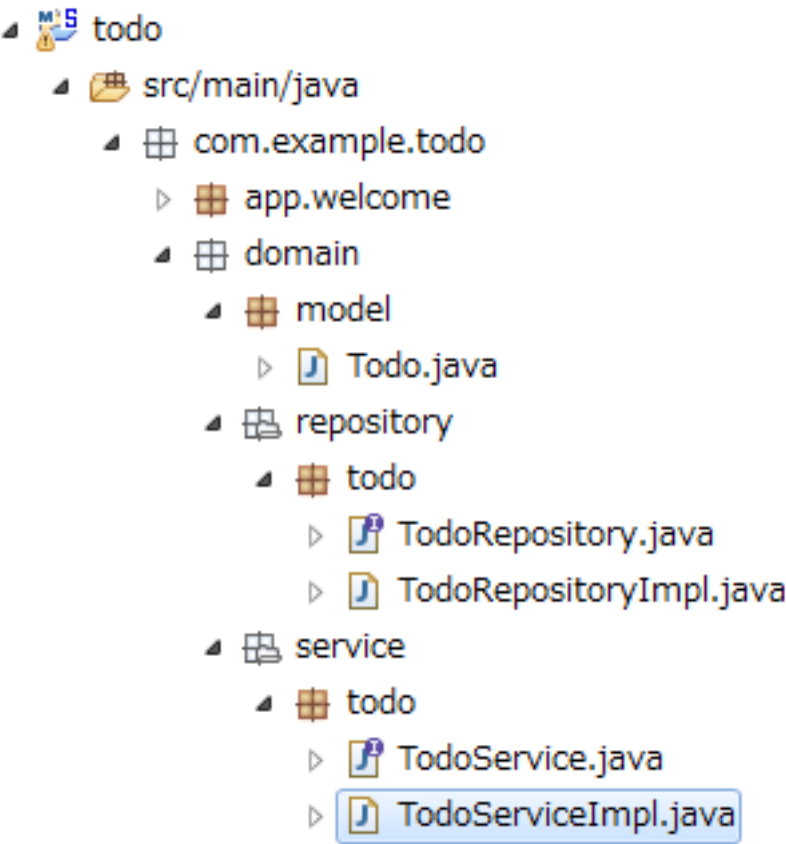 todo
src/main/java
com.example.todo
app.welcome
domain
model
Todo.java
repository
todo
TodoRepository.java
TodoRepositoryImpl.java
service
todo
TodoService.java
TodoServiceImpl.java